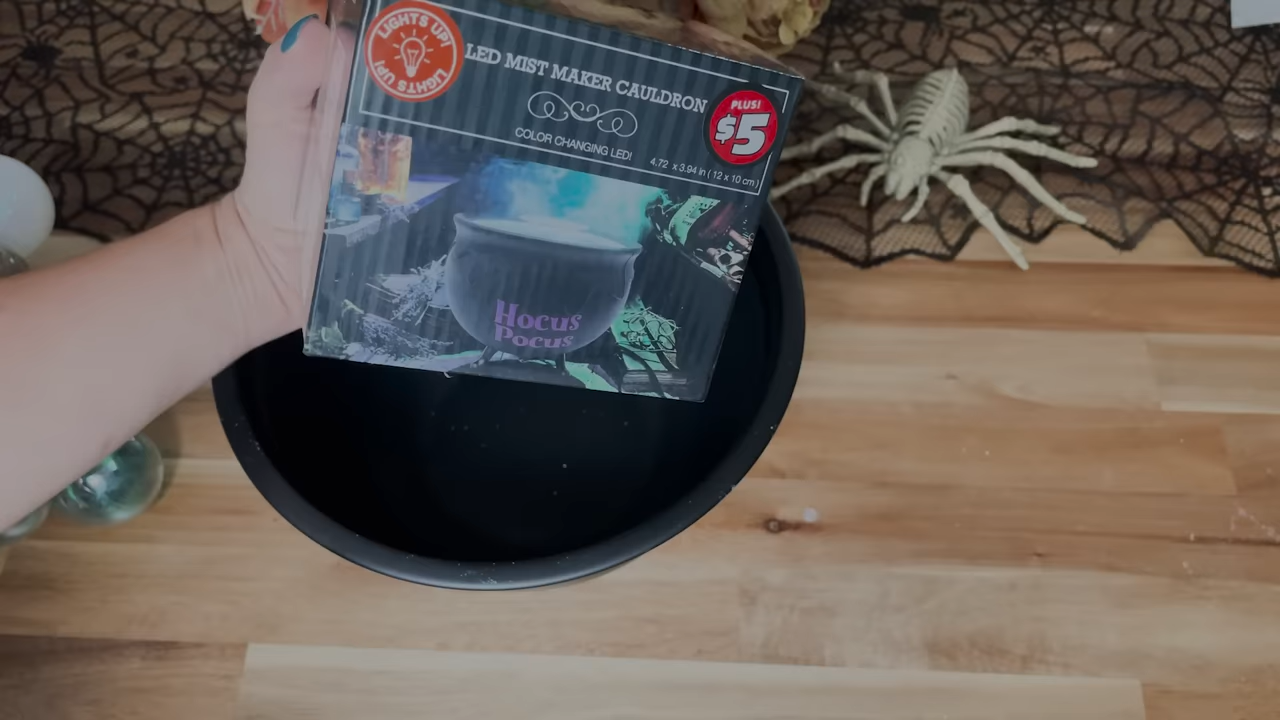 LIGHTS UP!
LIGHTS UP!
LED MIST MAKER CAULDRON
PLUS!
$5
COLOR CHANGING LED!
4.72 x 3.94 in ( 12 x 10 cm )
HOCUS
POCUS